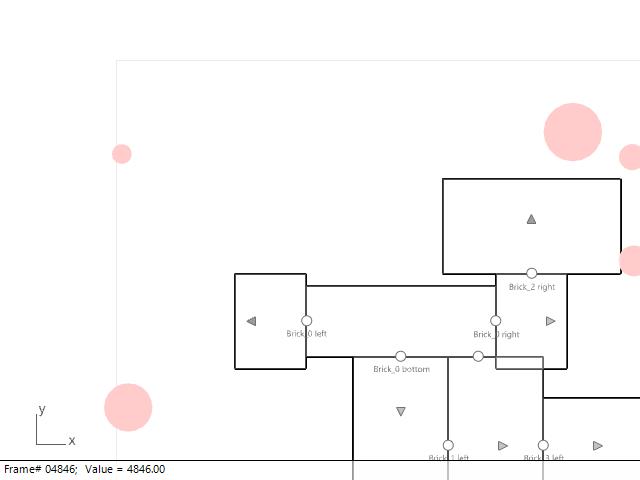 Brick_2 right
Brick_0 left
Brick_0 right
Brick_0 bottom
y
x
Brick_1 left
Brick_3 left
Frame# 04846; Value = 4846.00